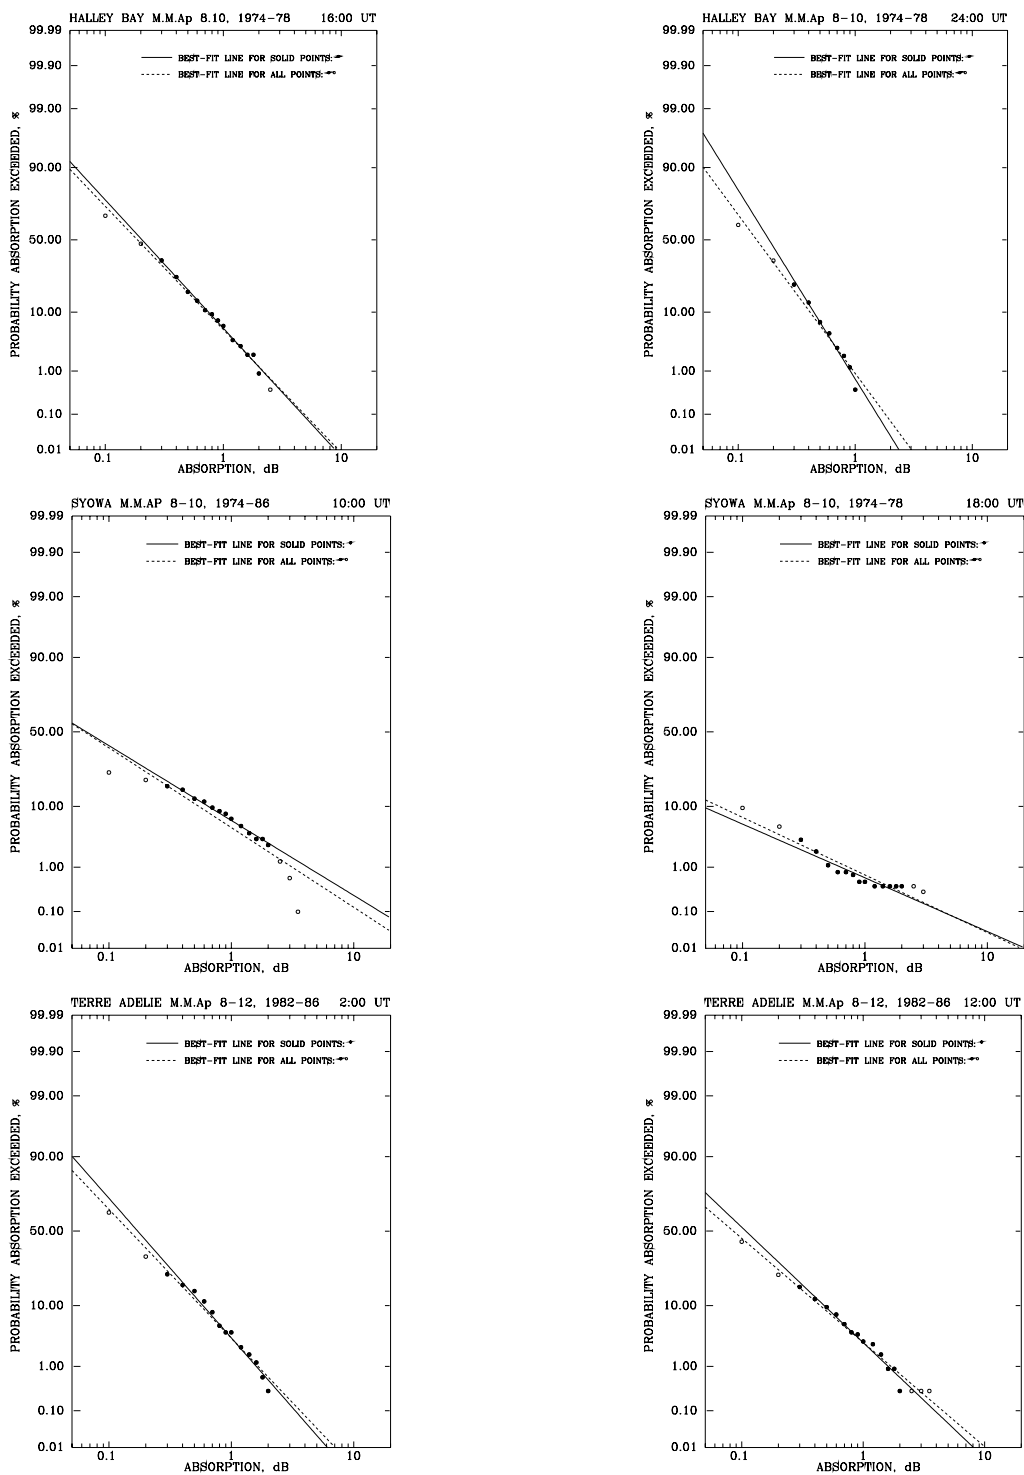 HALLEY BAY M.M.Ap 8.10, 1974-78 16:00 UT
99.99
BEST-FIT LINE FOR SOLID POINTS:
BEST-FIT LINE FOR ALL POINTS:
99.90
99.00
90.00
50.00
10.00
1.00
0.10
0.01
PROBABILITY ABSORPTION EXCEEDED, %
0.1 1 10
ABSORPTION, dB
HALLEY BAY M.M.Ap 8-10, 1974-78 24:00 UT
99.99
BEST-FIT LINE FOR SOLID POINTS:
BEST-FIT LINE FOR ALL POINTS:
99.90
99.00
90.00
50.00
10.00
1.00
0.10
0.01
PROBABILITY ABSORPTION EXCEEDED, %
0.1 1 10
ABSORPTION, dB
SYOWA M.M.AP 8-10, 1974-86 10:00 UT
99.99
BEST-FIT LINE FOR SOLID POINTS:
BEST-FIT LINE FOR ALL POINTS:
99.90
99.00
90.00
50.00
10.00
1.00
0.10
0.01
PROBABILITY ABSORPTION EXCEEDED, %
0.1 1 10
ABSORPTION, dB
SYOWA M.M.Ap 8-10, 1974-78 18:00 UT
99.99
BEST-FIT LINE FOR SOLID POINTS:
BEST-FIT LINE FOR ALL POINTS:
99.90
99.00
90.00
50.00
10.00
1.00
0.10
0.01
PROBABILITY ABSORPTION EXCEEDED, %
0.1 1 10
ABSORPTION, dB
TERRE ADELIE M.M.Ap 8-12, 1982-86 2:00 UT
99.99
BEST-FIT LINE FOR SOLID POINTS:
BEST-FIT LINE FOR ALL POINTS:
99.90
99.00
90.00
50.00
10.00
1.00
0.10
0.01
PROBABILITY ABSORPTION EXCEEDED, %
0.1 1 10
ABSORPTION, dB
TERRE ADELIE M.M.Ap 8-12, 1982-86 12:00 UT
99.99
BEST-FIT LINE FOR SOLID POINTS:
BEST-FIT LINE FOR ALL POINTS:
99.90
99.00
90.00
50.00
10.00
1.00
0.10
0.01
PROBABILITY ABSORPTION EXCEEDED, %
0.1 1 10
ABSORPTION, dB